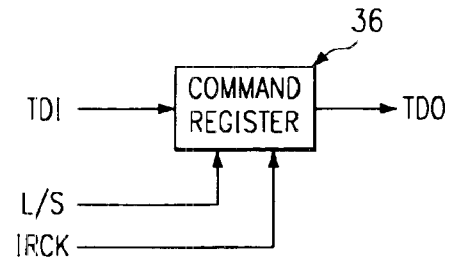 36
COMMAND
REGISTER
TDI
TDO
L/S
IRCK